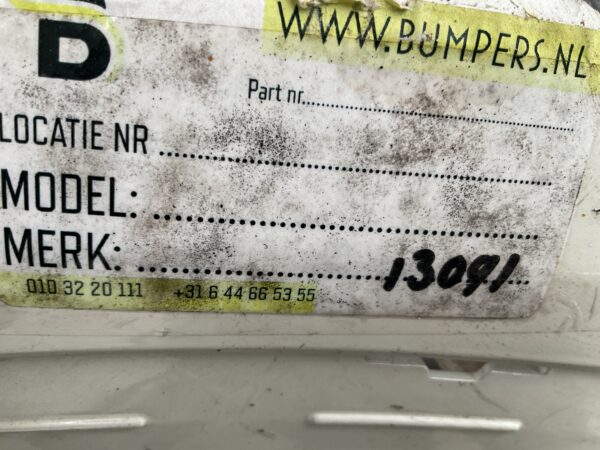 B
WWW.BUMPERS.NL
Part nr.
LOCATIE NR
MODEL:
MERK: 13091
010 32 20 111 +31 6 44 66 53 55